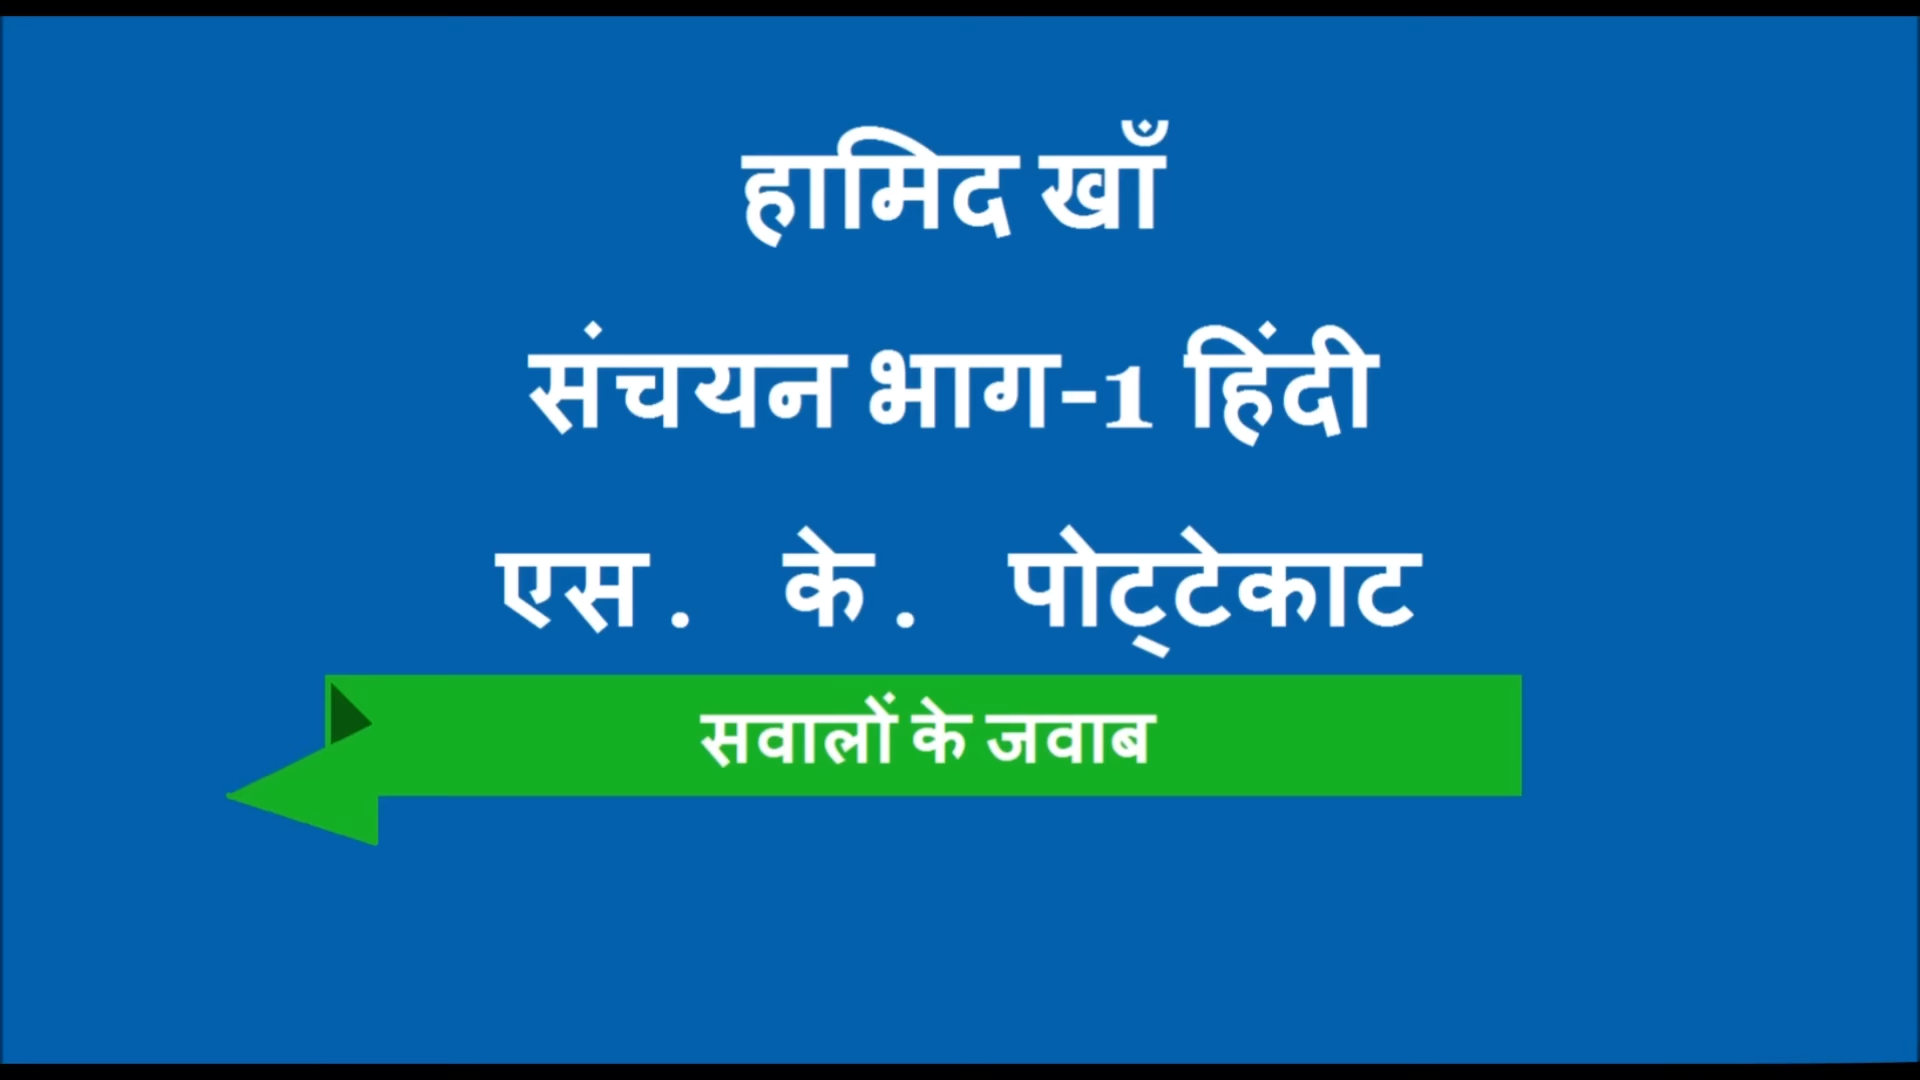 हामिद खाँ
संचयन भाग-1 हिंदी
एस . के . पोट्टेकाट
सवालों के जवाब